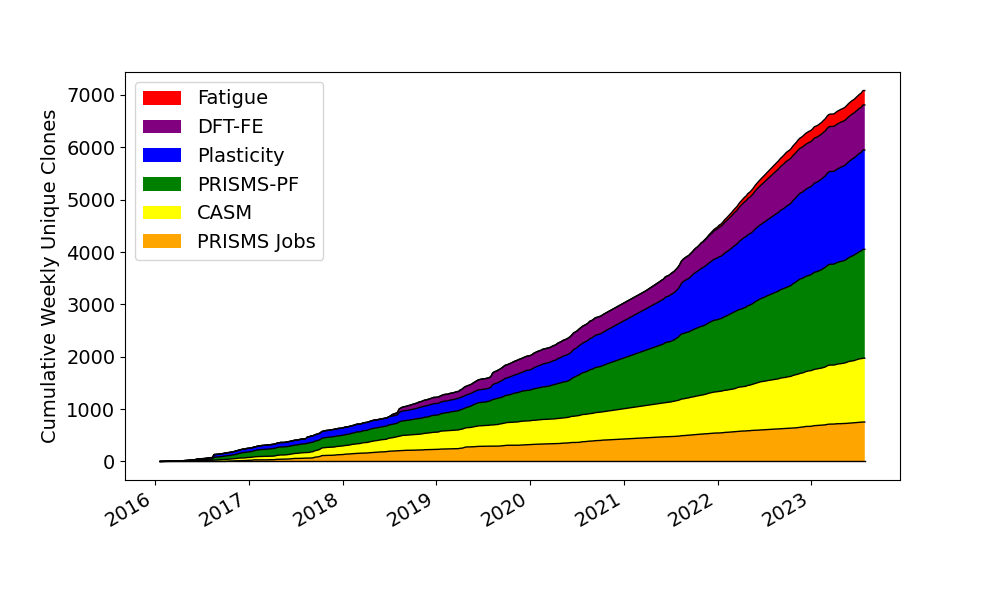 Cumulative Weekly Unique Clones
7000
6000
5000
4000
3000
2000
1000
0
Fatigue
DFT-FE
Plasticity
PRISMS-PF
CASM
PRISMS Jobs
2016
2017
2018
2019
2020
2021
2022
2023